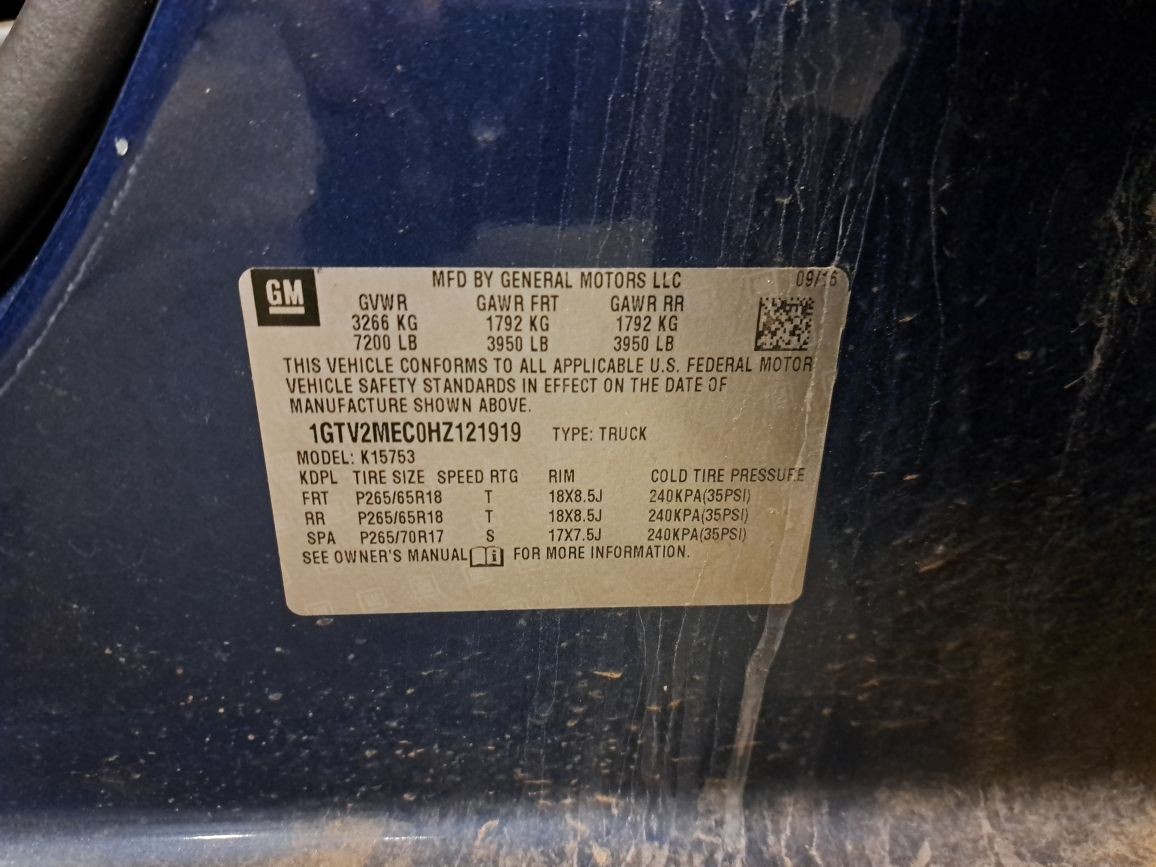 GM
MFD BY GENERAL MOTORS LLC 09/16
GVWR GAWR FRT GAWR RR
3266 KG 1792 KG 1792 KG
7200 LB 3950 LB 3950 LB
THIS VEHICLE CONFORMS TO ALL APPLICABLE U.S. FEDERAL MOTOR
VEHICLE SAFETY STANDARDS IN EFFECT ON THE DATE OF
MANUFACTURE SHOWN ABOVE.
1GTV2MEC0HZ121919 TYPE: TRUCK
MODEL: K15753
KDPL TIRE SIZE SPEED RTG RIM COLD TIRE PRESSURE
FRT P265/65R18 T 18X8.5J 240KPA(35PSI)
RR P265/65R18 T 18X8.5J 240KPA(35PSI)
SPA P265/70R17 S 17X7.5J 240KPA(35PSI)
SEE OWNER'S MANUAL FOR MORE INFORMATION.